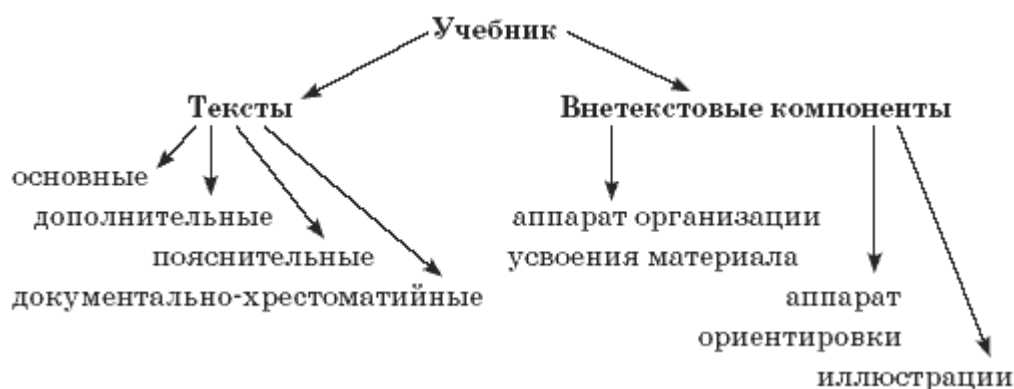 Учебник
Тексты
Внетекстовые компоненты
основные
дополнительные
пояснительные
документально-хрестоматийные
аппарат организации
усвоения материала
аппарат
ориентировки
иллюстрации